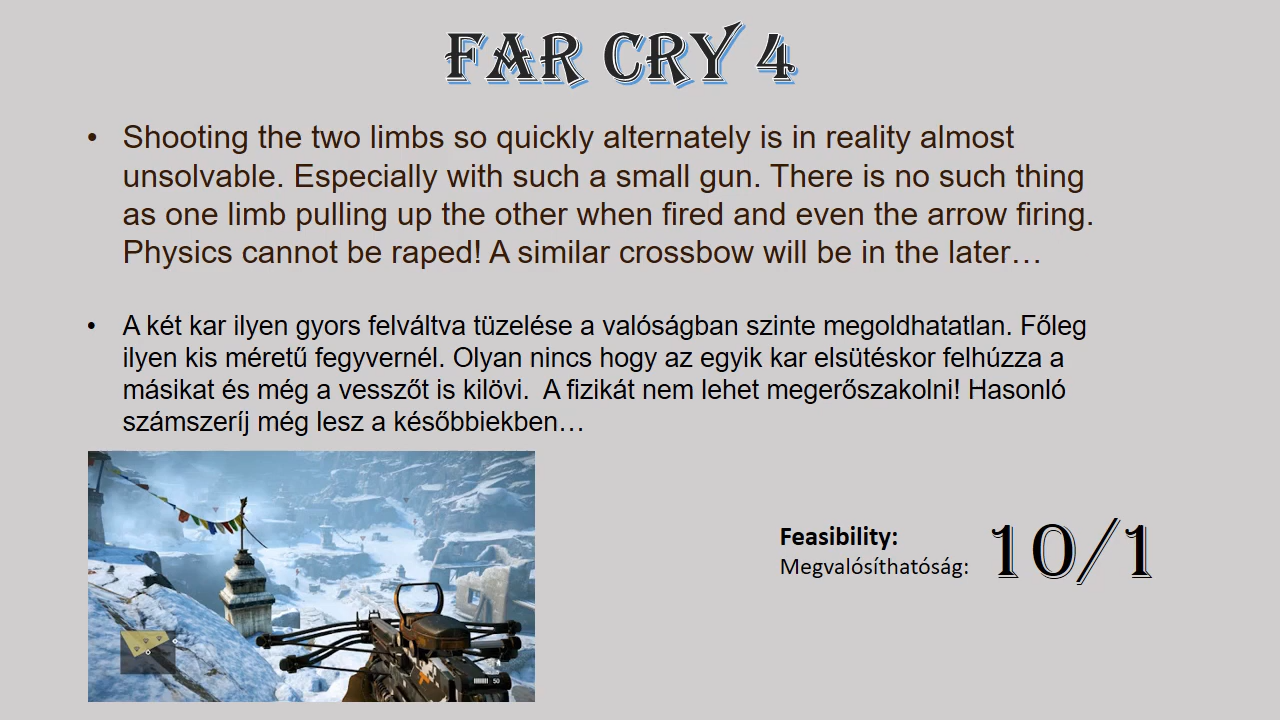 FAR CRY 4
• Shooting the two limbs so quickly alternately is in reality almost
unsolvable. Especially with such a small gun. There is no such thing
as one limb pulling up the other when fired and even the arrow firing.
Physics cannot be raped! A similar crossbow will be in the later…
• A két kar ilyen gyors felváltva tüzelése a valóságban szinte megoldhatatlan. Főleg
ilyen kis méretű fegyvernél. Olyan nincs hogy az egyik kar elsütéskor felhúzza a
másikat és még a vesszőt is kilövi.  A fizikát nem lehet megerőszakolni! Hasonló
számszeríj még lesz a későbbiekben…
50
Feasibility:
Megvalósíthatóság:
10/1